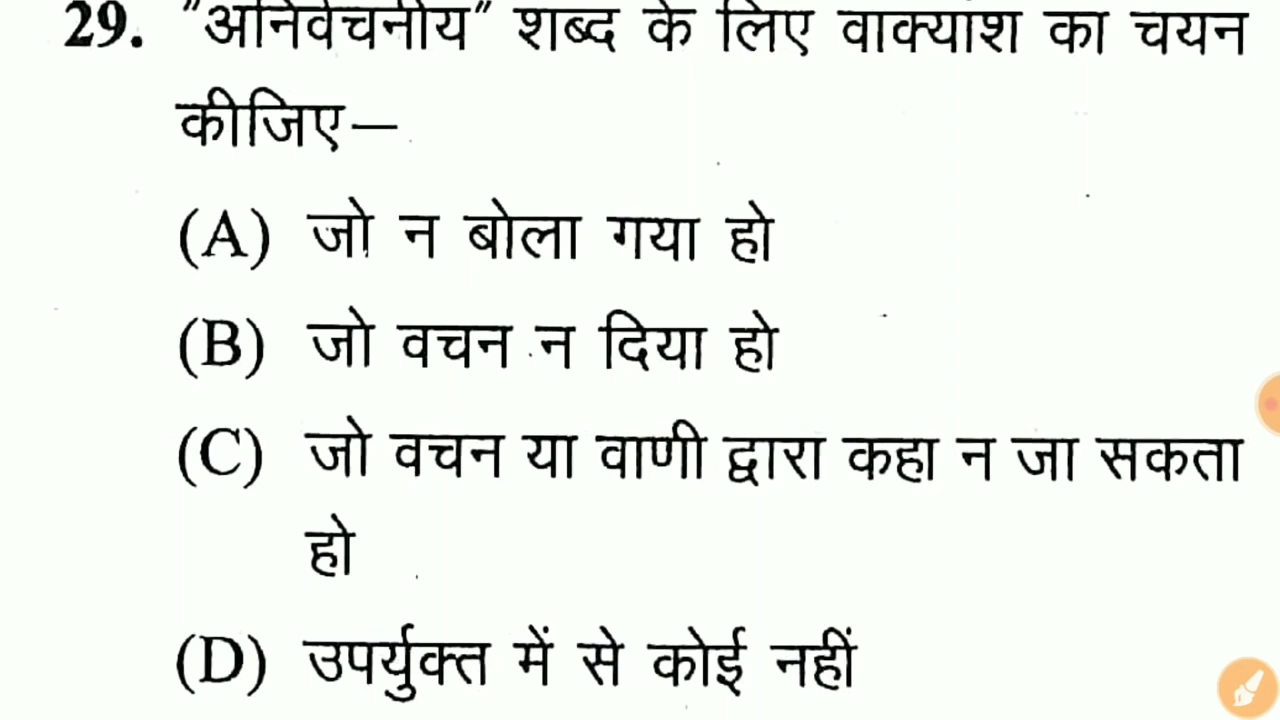 29. "अनिर्वचनीय" शब्द के लिए वाक्यांश का चयन
कीजिए—
(A) जो न बोला गया हो
(B) जो वचन न दिया हो
(C) जो वचन या वाणी द्वारा कहा न जा सकता
हो
(D) उपर्युक्त में से कोई नहीं